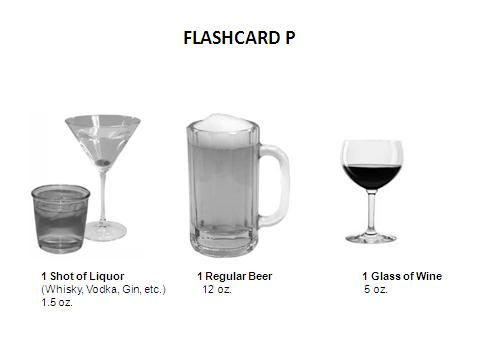 FLASHCARD P
1 Shot of Liquor
(Whisky, Vodka, Gin, etc.)
1.5 oz.
1 Regular Beer
12 oz.
1 Glass of Wine
5 oz.